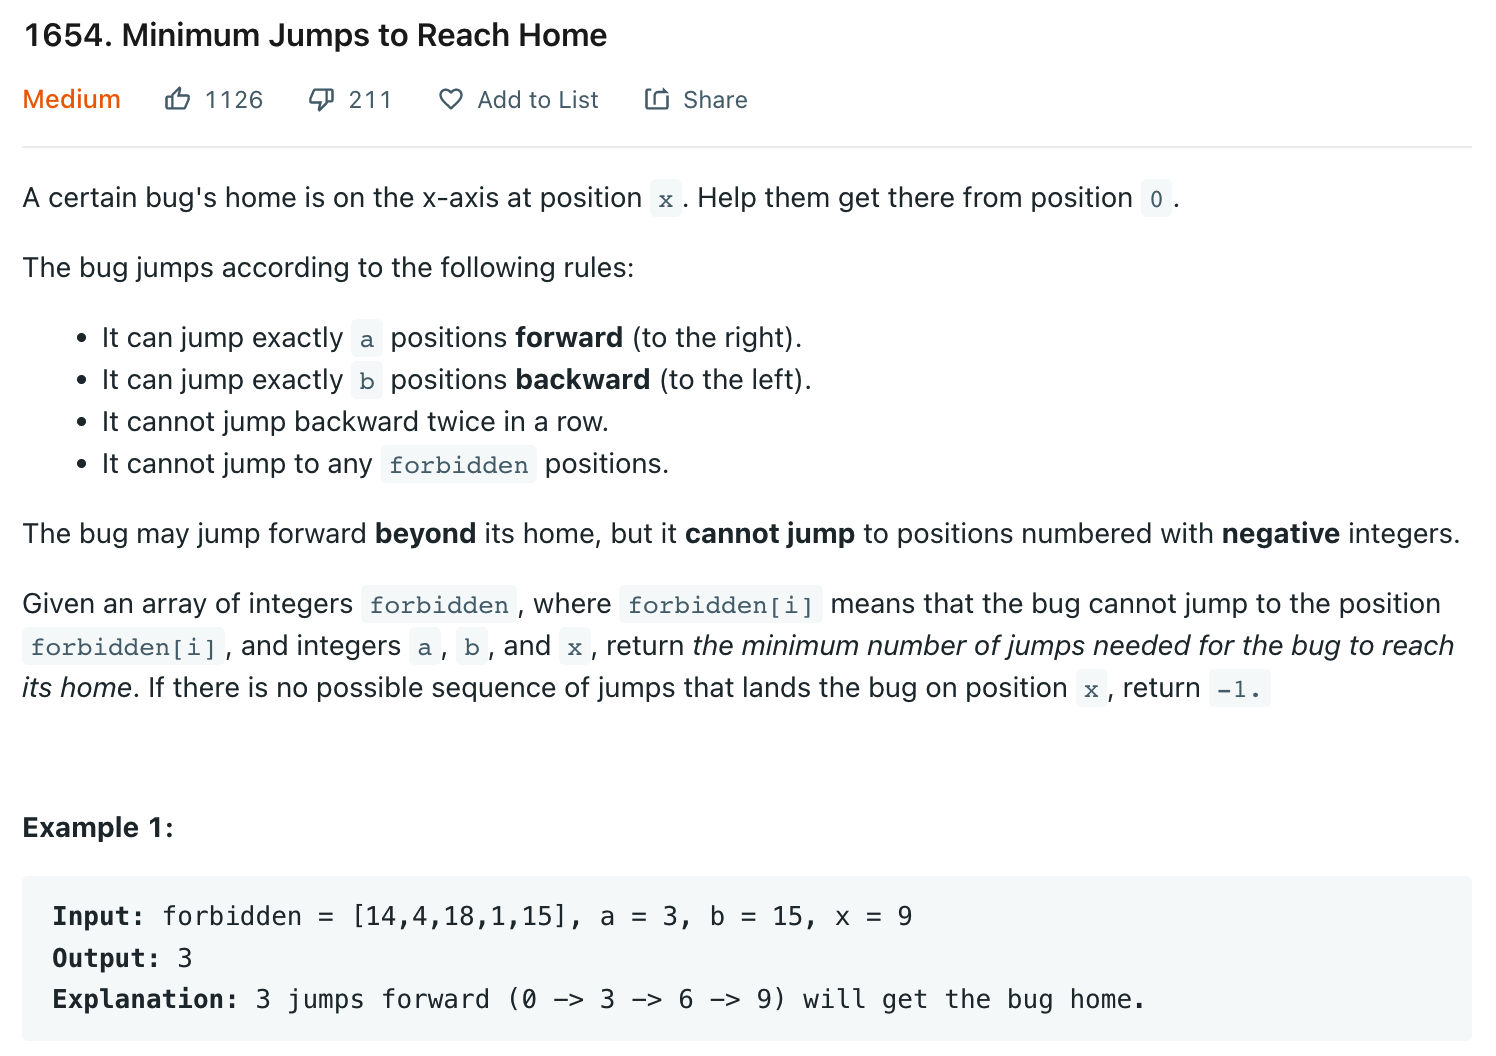 1654. Minimum Jumps to Reach Home
Medium 1126 211 Add to List Share
A certain bug's home is on the x-axis at position x. Help them get there from position 0.
The bug jumps according to the following rules:
• It can jump exactly a positions forward (to the right).
• It can jump exactly b positions backward (to the left).
• It cannot jump backward twice in a row.
• It cannot jump to any forbidden positions.
The bug may jump forward beyond its home, but it cannot jump to positions numbered with negative integers.
Given an array of integers forbidden, where forbidden[i] means that the bug cannot jump to the position
forbidden[i], and integers a, b, and x, return the minimum number of jumps needed for the bug to reach
its home. If there is no possible sequence of jumps that lands the bug on position x, return -1.
Example 1:
Input: forbidden = [14,4,18,1,15], a = 3, b = 15, x = 9
Output: 3
Explanation: 3 jumps forward (0 -> 3 -> 6 -> 9) will get the bug home.